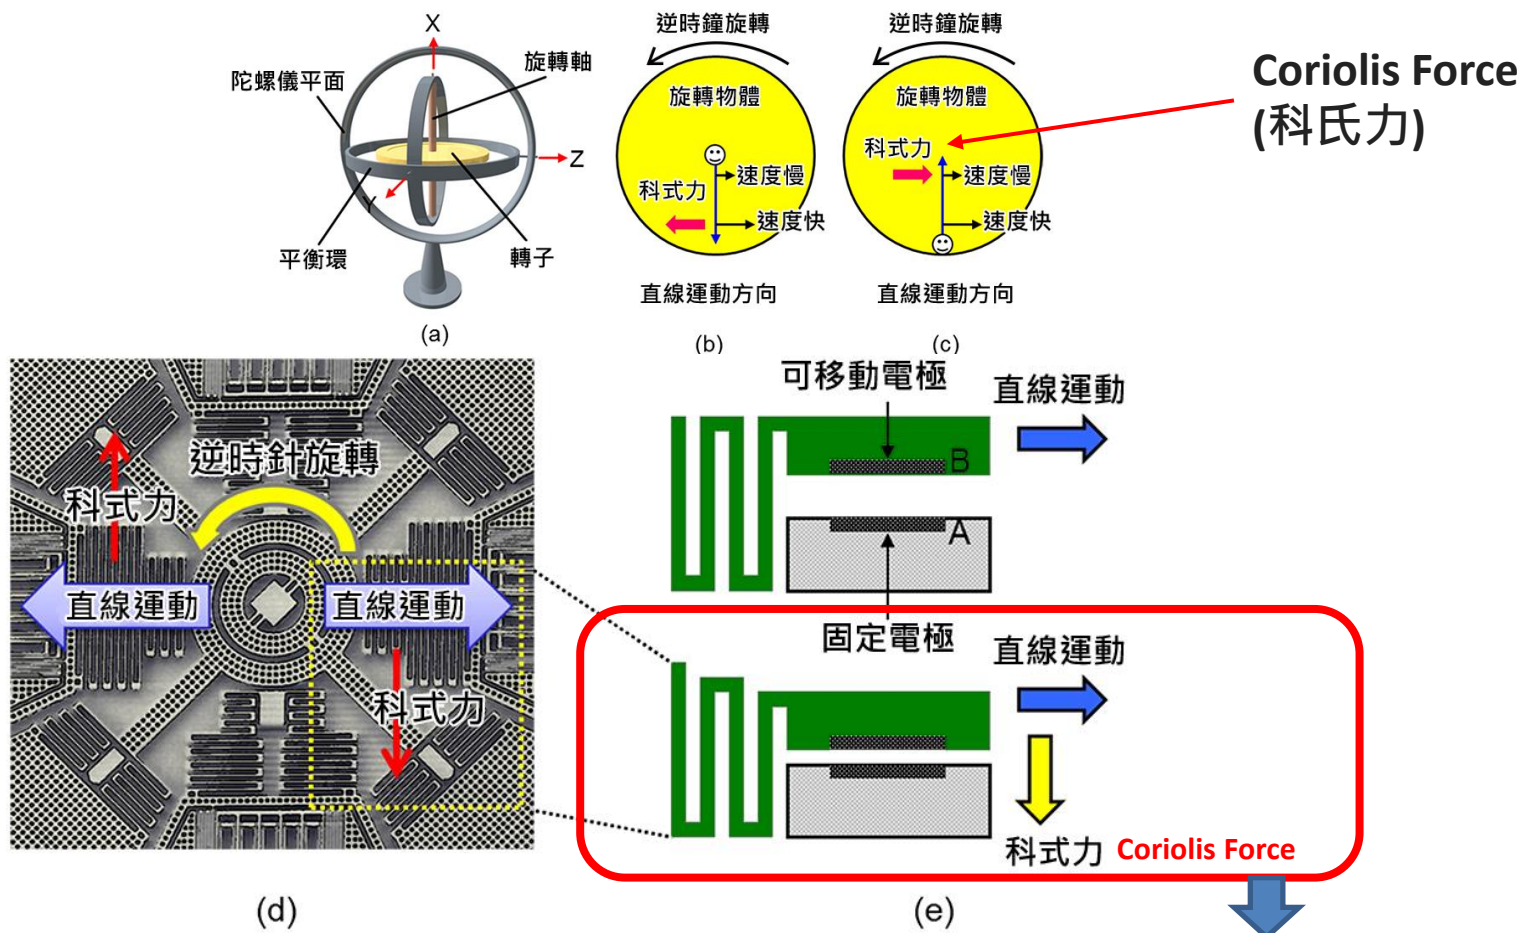 X
旋轉軸
陀螺儀平面
Z
Y
平衡環
轉子
(a)
逆時鐘旋轉
旋轉物體
速度慢
科式力
速度快
直線運動方向
(b)
逆時鐘旋轉
旋轉物體
科式力
速度慢
速度快
直線運動方向
(c)
Coriolis Force
(科氏力)
逆時針旋轉
科式力
直線運動
直線運動
科式力
(d)
可移動電極
直線運動
B
A
固定電極
直線運動
科式力 Coriolis Force
(e)